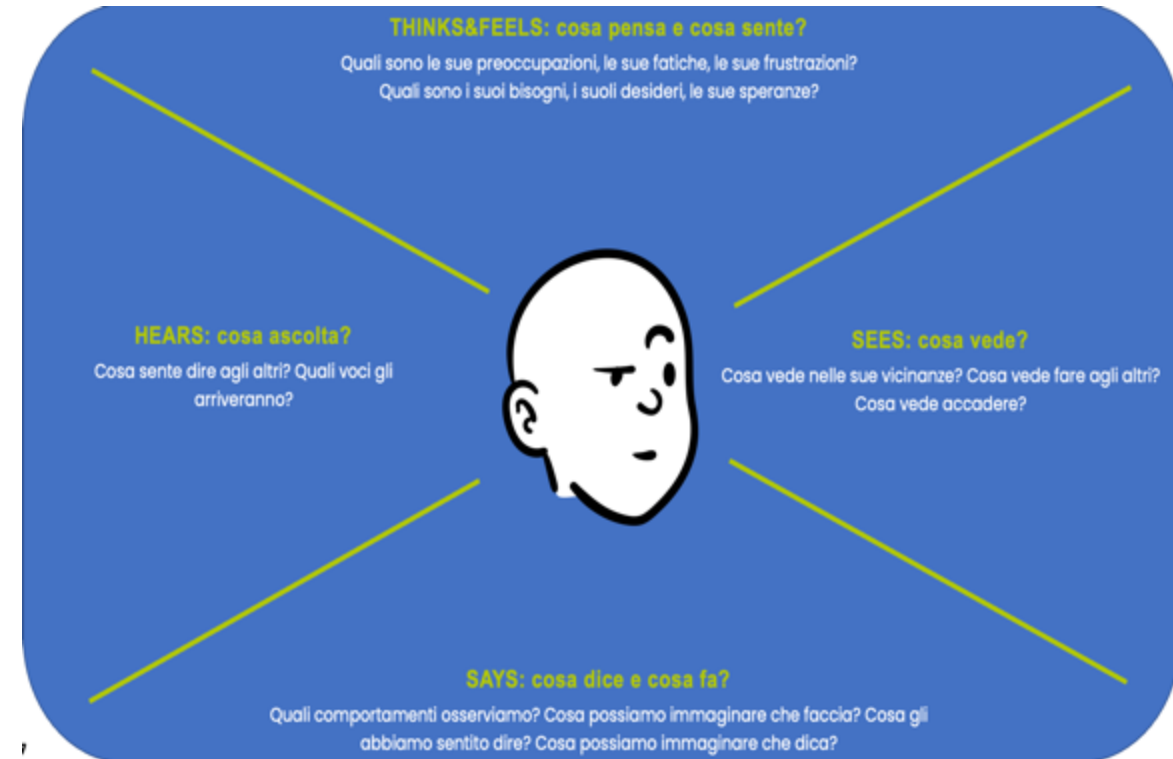 THINKS&FEELS: cosa pensa e cosa sente?
Quali sono le sue preoccupazioni, le sue fatiche, le sue frustrazioni?
Quali sono i suoi bisogni, i suoli desideri, le sue speranze?
HEARS: cosa ascolta?
Cosa sente dire agli altri? Quali voci gli
arriveranno?
SEES: cosa vede?
Cosa vede nelle sue vicinanze? Cosa vede fare agli altri?
Cosa vede accadere?
SAYS: cosa dice e cosa fa?
Quali comportamenti osserviamo? Cosa possiamo immaginare che faccia? Cosa gli
abbiamo sentito dire? Cosa possiamo immaginare che dica?